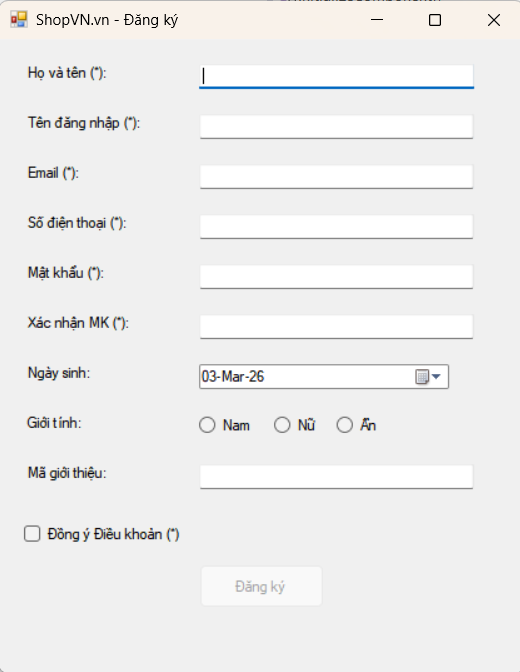 ShopVN.vn - Đăng ký
Họ và tên (*):
Tên đăng nhập (*):
Email (*):
Số điện thoại (*):
Mật khẩu (*):
Xác nhận MK (*):
Ngày sinh: 03-Mar-26
Giới tính: Nam Nữ Ẩn
Mã giới thiệu:
Đồng ý Điều khoản (*)
Đăng ký